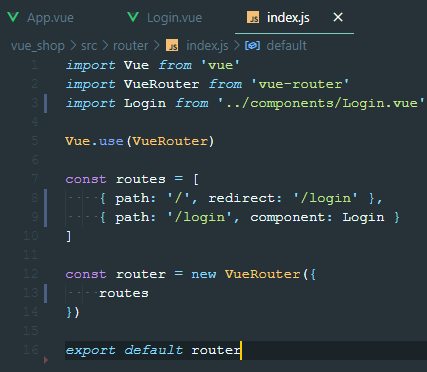 App.vue Login.vue JS index.js ×
vue_shop > src > router > JS index.js > default
1 import Vue from 'vue'
2 import VueRouter from 'vue-router'
3 import Login from '../components/Login.vue'
4
5 Vue.use(VueRouter)
6
7 const routes = [
8 ····{ path: '/', redirect: '/login' },
9 ····{ path: '/login', component: Login }
10 ]
11
12 const router = new VueRouter({
13 ····routes
14 })
15
16 export default router